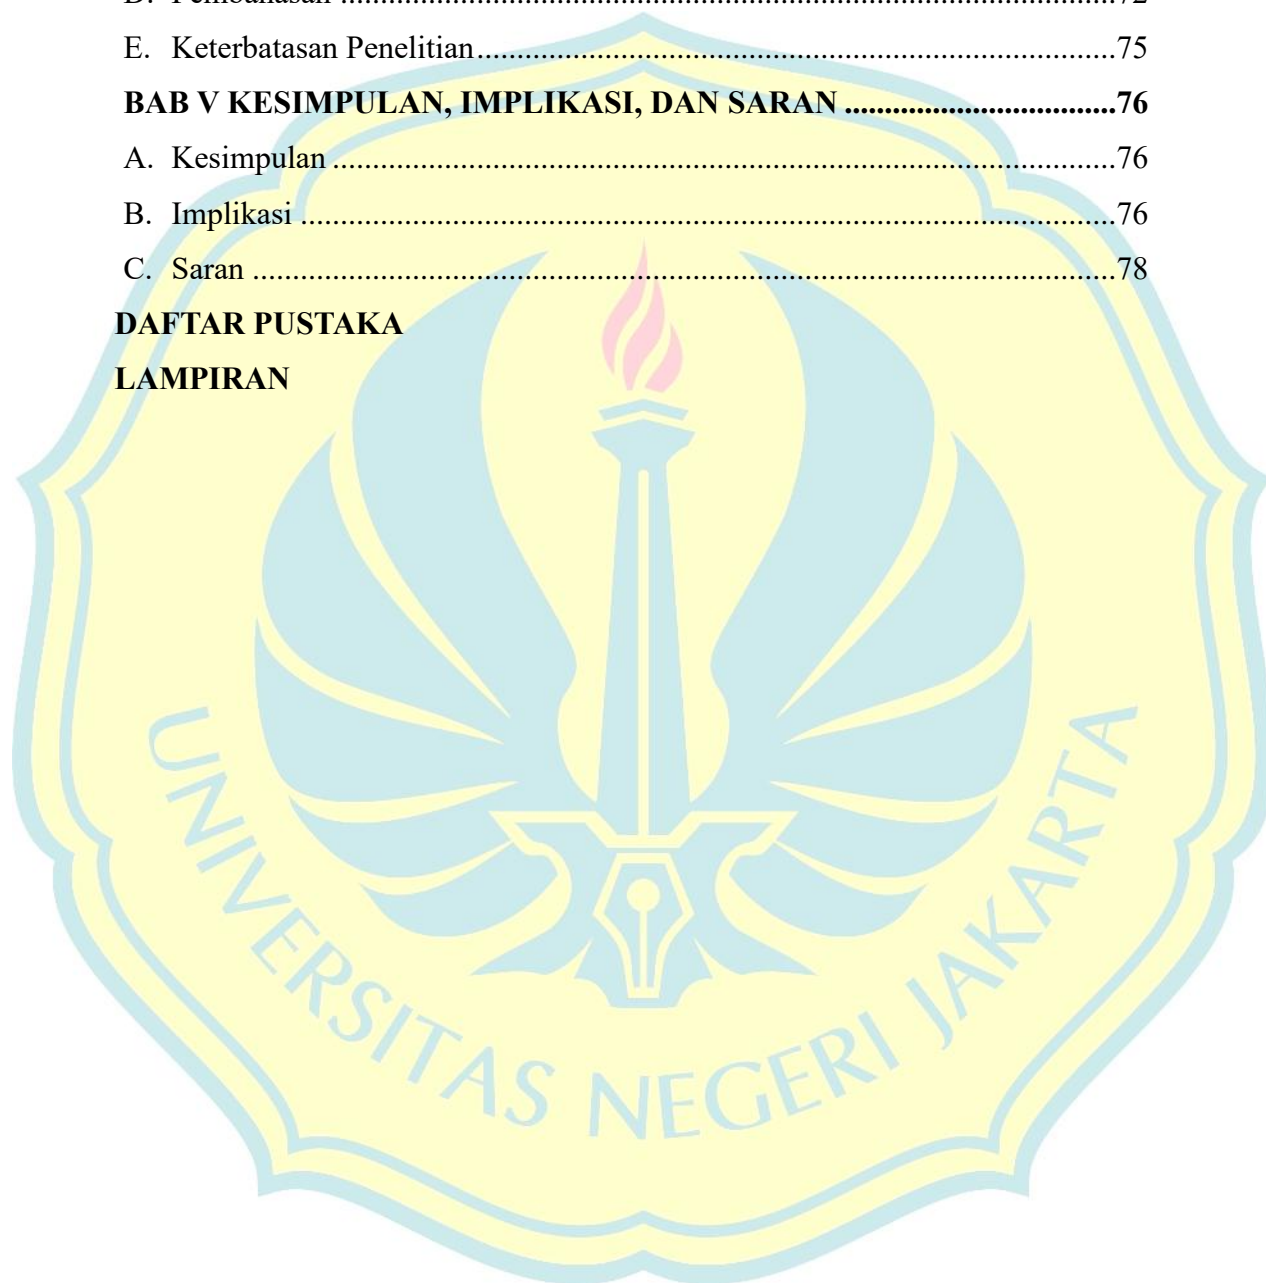 E. Keterbatasan Penelitian....................................................................................75
BAB V KESIMPULAN, IMPLIKASI, DAN SARAN ..................................76
A. Kesimpulan ....................................................................................................76
B. Implikasi ........................................................................................................76
C. Saran ..............................................................................................................78
DAFTAR PUSTAKA
LAMPIRAN
UNIVERSITAS NEGERI JAKARTA